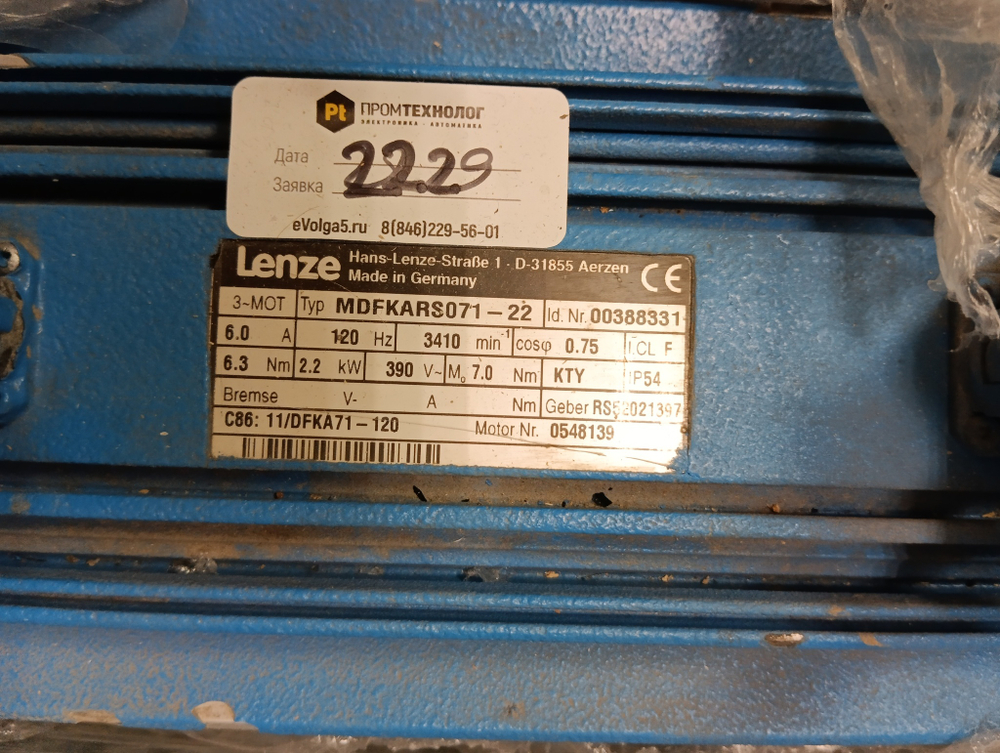 Pt ПРОМТЕХНОЛОГ
ЭЛЕКТРОНИКА · АВТОМАТИКА
Дата
Заявка 2229
eVolga5.ru 8(846)229-56-01
Lenze Hans-Lenze-Straße 1 · D-31855 Aerzen
Made in Germany CE
3~MOT Typ MDFKARS071-22 Id. Nr. 00388331
6.0 A 120 Hz 3410 min-1 cosφ 0.75 I.CL F
6.3 Nm 2.2 kW 390 V~ M0 7.0 Nm KTY IP54
Bremse V- A Nm Geber
C86: 11/DFKA71-120 Motor Nr. 0548139